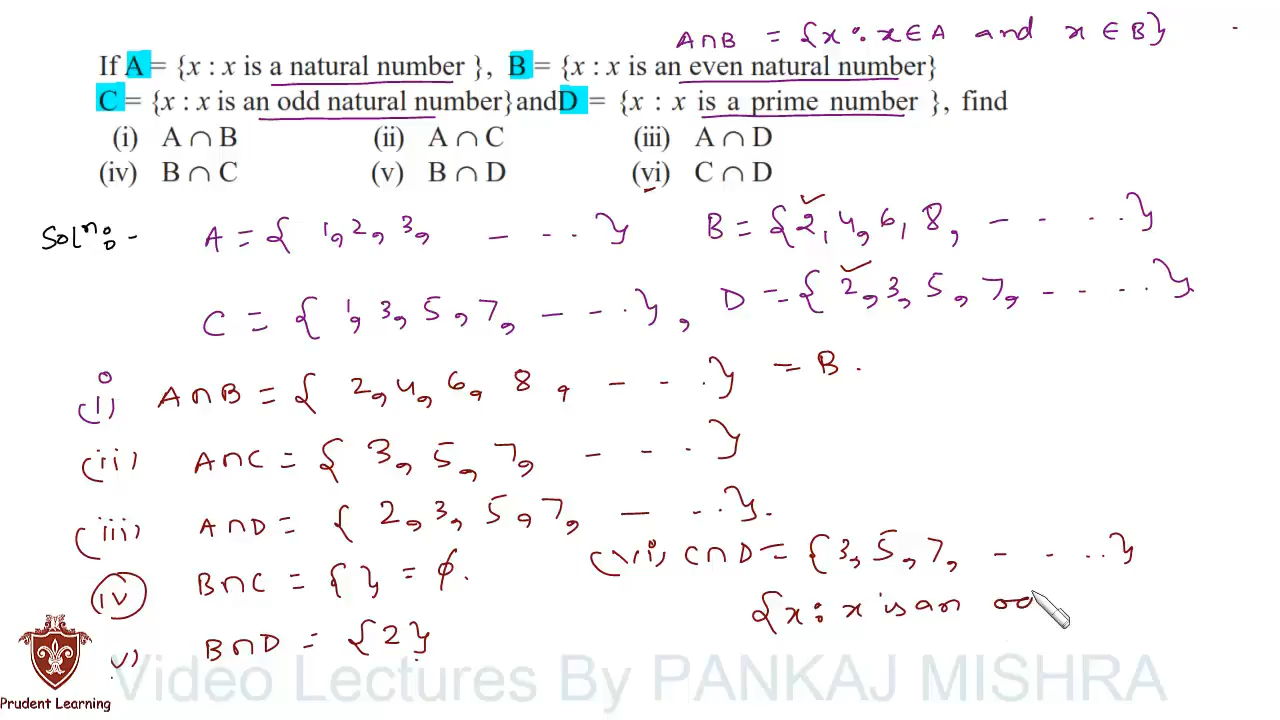 A∩B = {x : x ∈ A and x ∈ B}
If A = {x : x is a natural number }, B = {x : x is an even natural number}
C = {x : x is an odd natural number}andD = {x : x is a prime number }, find
(i) A ∩ B (ii) A ∩ C (iii) A ∩ D
(iv) B ∩ C (v) B ∩ D (vi) C ∩ D
Solⁿ:- A = { 1, 2, 3, - - . . } B = {2, 4, 6, 8, - - . . . }
C = { 1, 3, 5, 7, - - . . }, D = { 2, 3, 5, 7, - - - . . . }
(i) A∩B = { 2, 4, 6, 8, - - . . } = B.
(ii) A∩C = { 3, 5, 7, - - . . }
(iii) A∩D = { 2, 3, 5, 7, - . . . }.
(iv) B∩C = { } = ϕ.
(vi) C∩D = {3, 5, 7, - - . . }
{x : x is an od
v) B∩D = {2}
Prudent Learning
Video Lectures By PANKAJ MISHRA